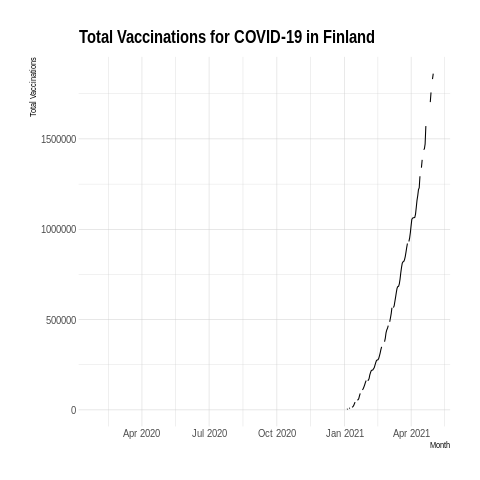 Total Vaccinations for COVID-19 in Finland
Total Vaccinations
1500000
1000000
500000
0
Apr 2020 Jul 2020 Oct 2020 Jan 2021 Apr 2021
Month